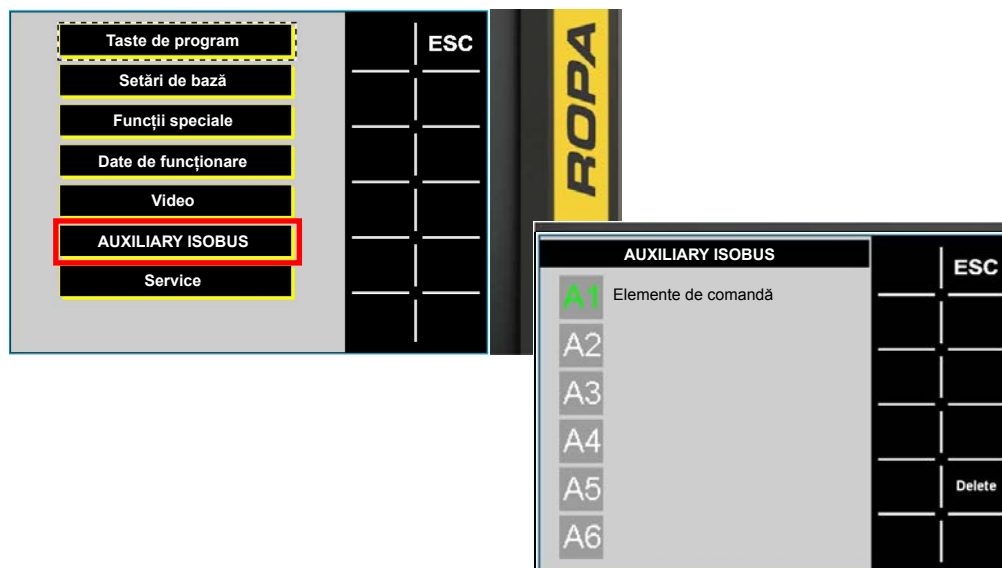 Taste de program
ESC
Setări de bază
Funcții speciale
Date de funcționare
Video
AUXILIARY ISOBUS
Service
ROPA
AUXILIARY ISOBUS
ESC
A1 Elemente de comandă
A2
A3
A4
A5
Delete
A6